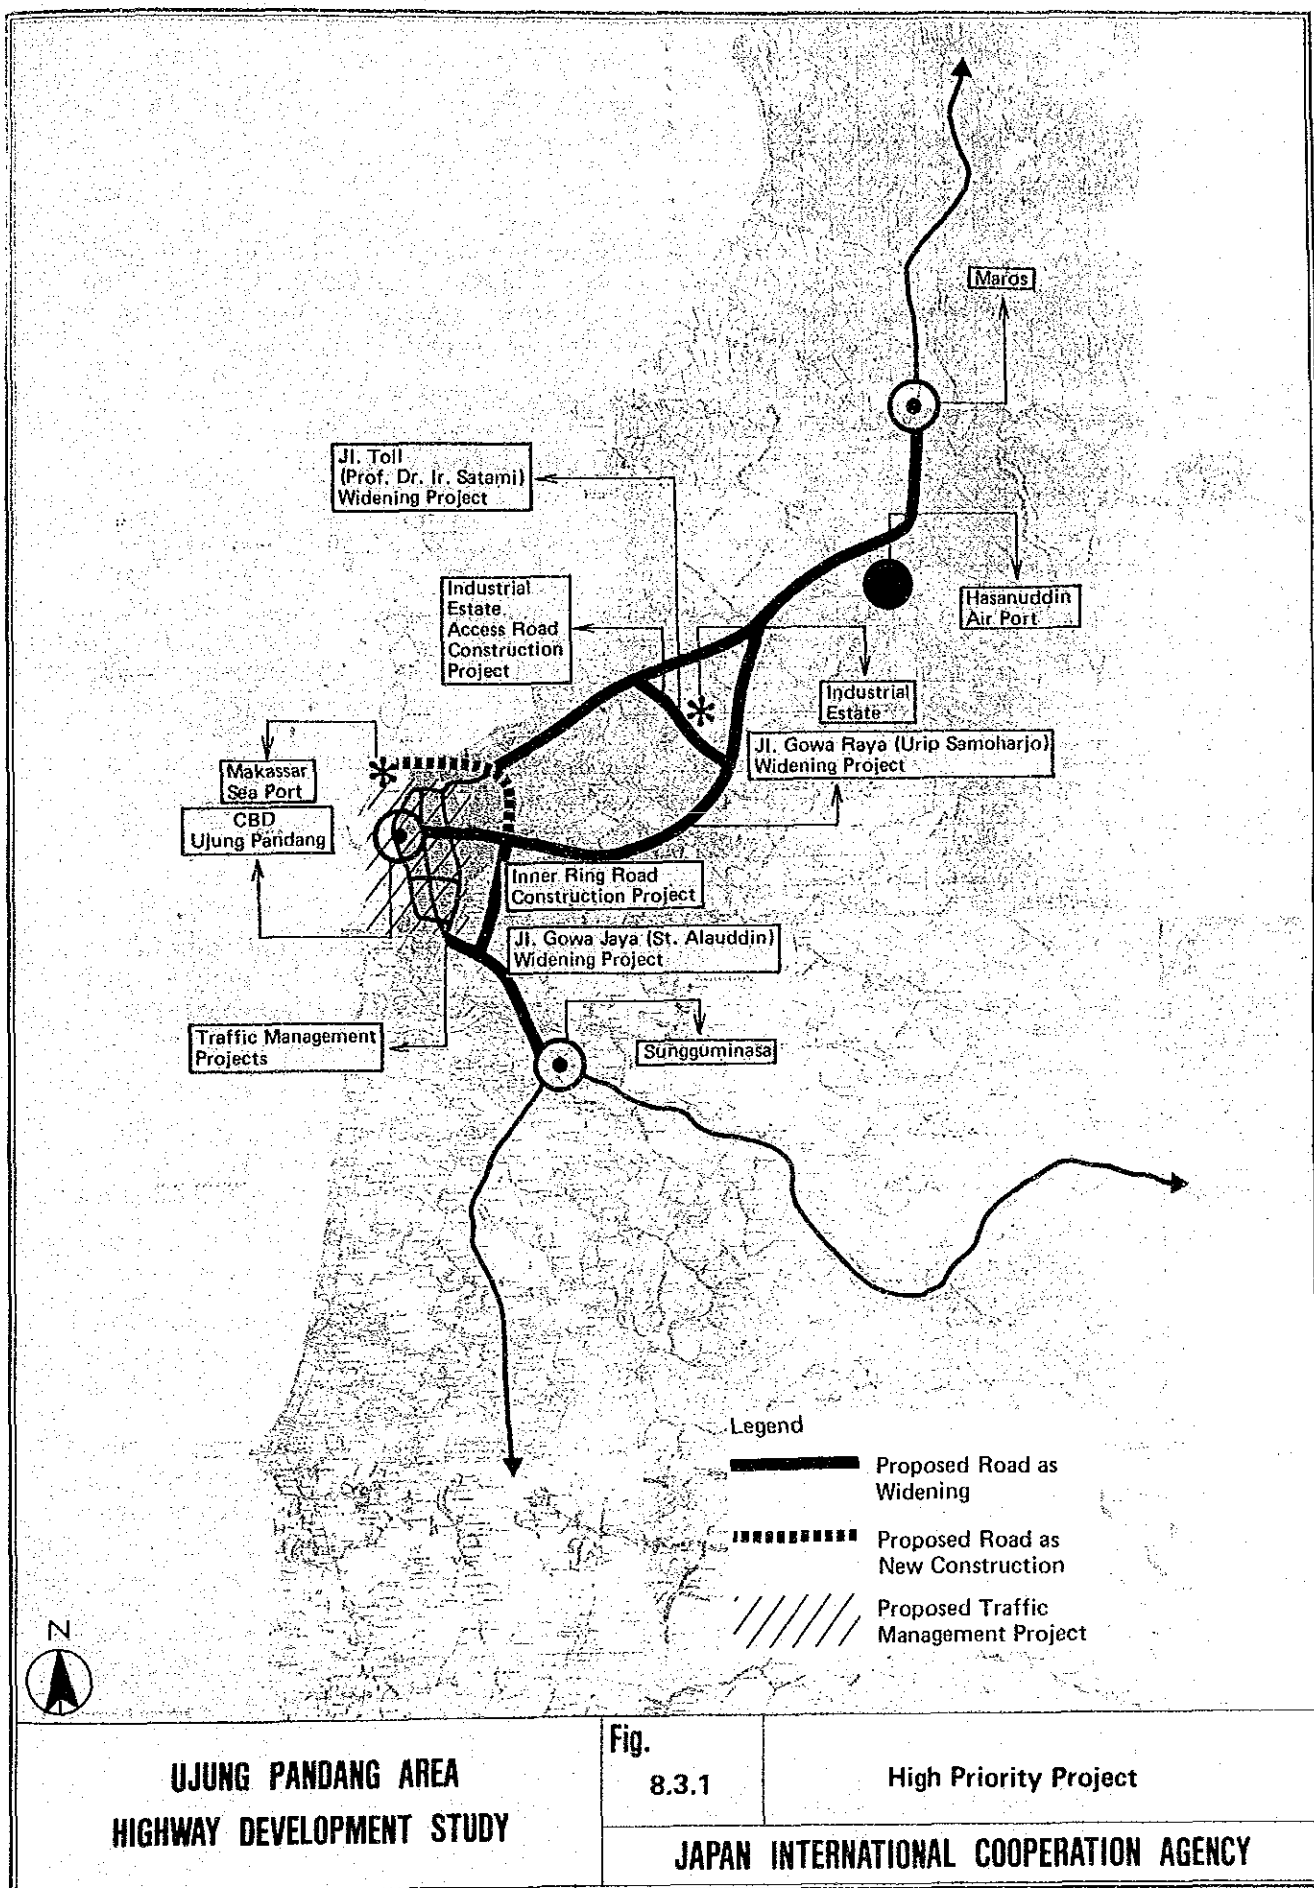 Maros
Jl. Toll
(Prof. Dr. Ir. Satami)
Widening Project
Industrial
Estate.
Access Road
Construction
Project
Hasanuddin
Air Port
Industrial
Estate
Jl. Gowa Raya (Urip Samoharjo)
Widening Project
Makassar
Sea Port
CBD
Ujung Pandang
Inner Ring Road
Construction Project
Jl. Gowa Jaya (St. Alauddin)
Widening Project
Traffic Management
Projects
Sungguminasa
Legend
Proposed Road as
Widening
Proposed Road as
New Construction
Proposed Traffic
Management Project
N
UJUNG PANDANG AREA
HIGHWAY DEVELOPMENT STUDY
Fig.
8.3.1
High Priority Project
JAPAN INTERNATIONAL COOPERATION AGENCY